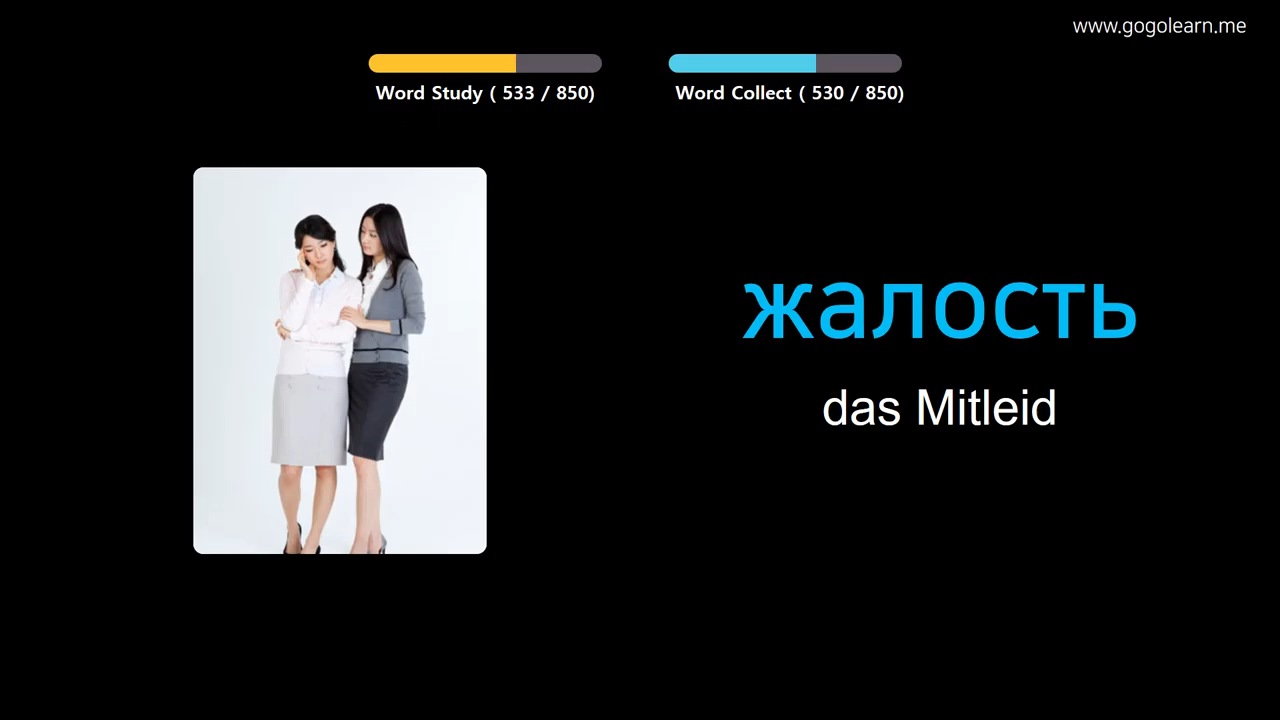 www.gogolearn.me
Word Study ( 533 / 850)
Word Collect ( 530 / 850)
жалость
das Mitleid